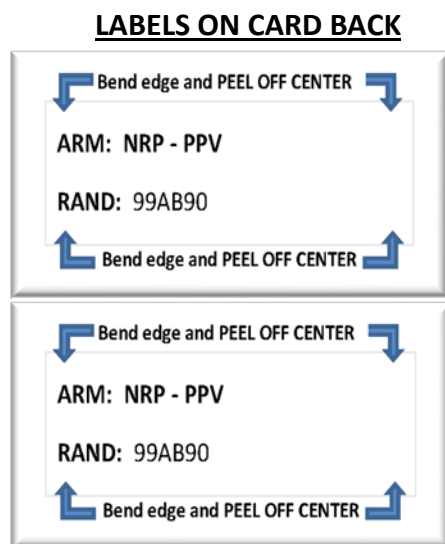 LABELS ON CARD BACK
Bend edge and PEEL OFF CENTER
ARM: NRP - PPV
RAND: 99AB90
Bend edge and PEEL OFF CENTER
Bend edge and PEEL OFF CENTER
ARM: NRP - PPV
RAND: 99AB90
Bend edge and PEEL OFF CENTER